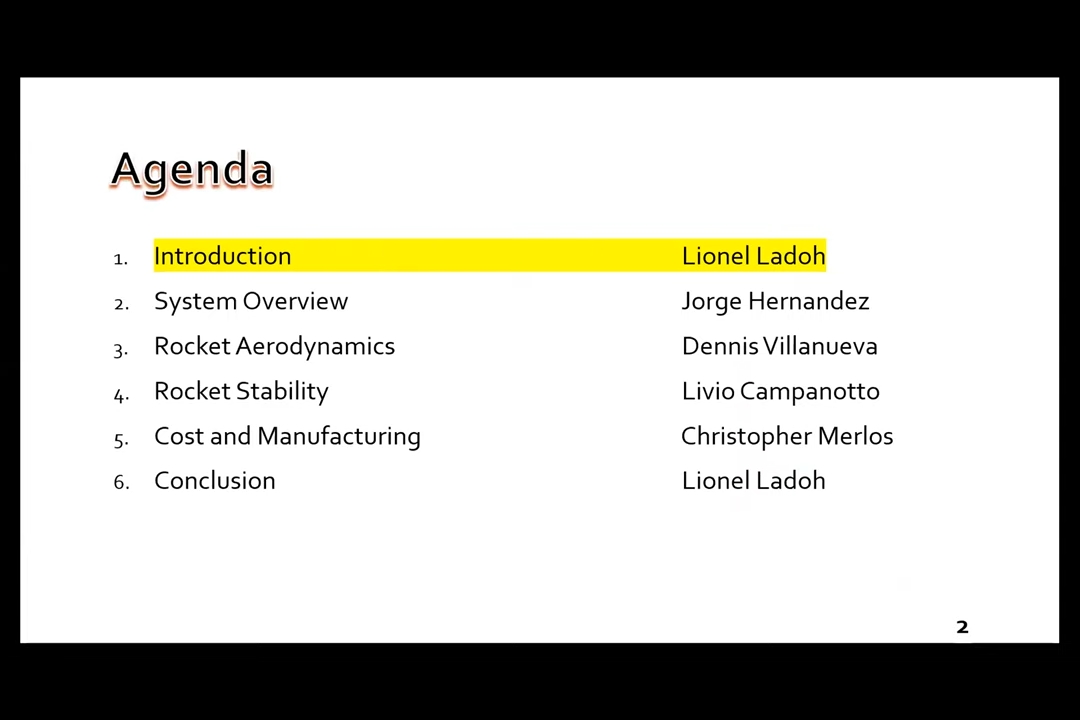 Agenda
1. Introduction Lionel Ladoh
2. System Overview Jorge Hernandez
3. Rocket Aerodynamics Dennis Villanueva
4. Rocket Stability Livio Campanotto
5. Cost and Manufacturing Christopher Merlos
6. Conclusion Lionel Ladoh
2